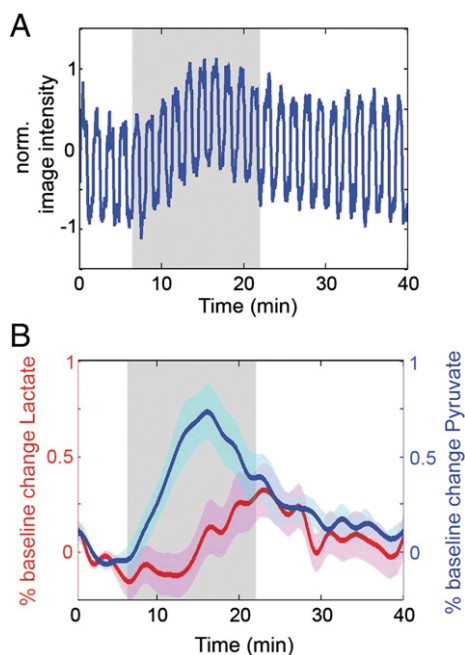 A
norm.
image intensity
1
0
-1
0 10 20 30 40
Time (min)
B
% baseline change Lactate
1
0.5
0
1
0.5
0
% baseline change Pyruvate
0 10 20 30 40
Time (min)